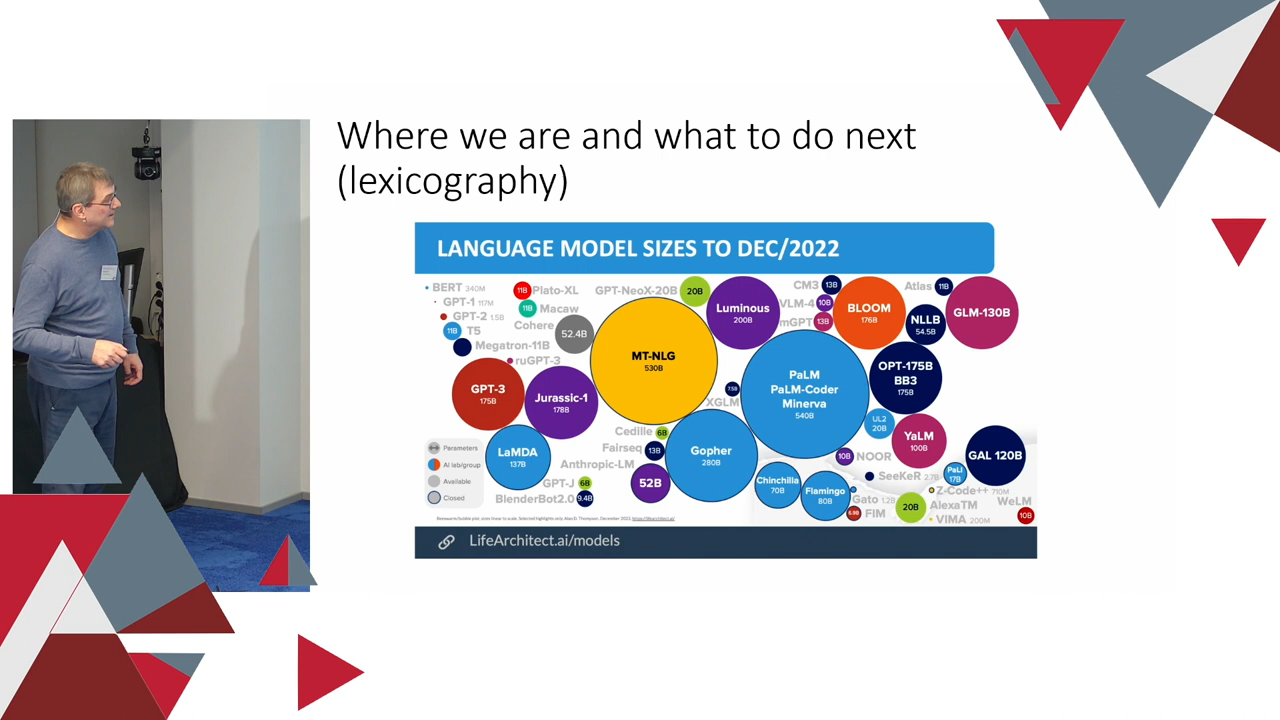 Where we are and what to do next
(lexicography)
LANGUAGE MODEL SIZES TO DEC/2022
BERT 340M
GPT-1 117M
GPT-2 1.5B
11B T5
Megatron-11B
ruGPT-3
11B Plato-XL
11B Macaw
Cohere
52.4B
GPT-NeoX-20B 20B
Luminous
200B
CM3 13B
VLM-4 10B
mGPT 13B
BLOOM
176B
Atlas 11B
NLLB
54.5B
GLM-130B
MT-NLG
530B
PaLM
PaLM-Coder
Minerva
540B
OPT-175B
BB3
175B
GPT-3
175B
Jurassic-1
178B
7.5B
XGLM
UL2
20B
YaLM
100B
GAL 120B
Cedille 6B
Fairseq 13B
Anthropic-LM
52B
GPT-J 6B
BlenderBot2.0 9.4B
LaMDA
137B
Gopher
280B
Chinchilla
70B
Flamingo
80B
10B NOOR
SeeKeR 2.7B
PaLI
17B
Gato 1.2B
6.9B FIM
20B
Z-Code++ 710M
AlexaTM
VIMA 200M
WeLM
10B
Parameters
AI lab/group
Available
Closed
LifeArchitect.ai/models